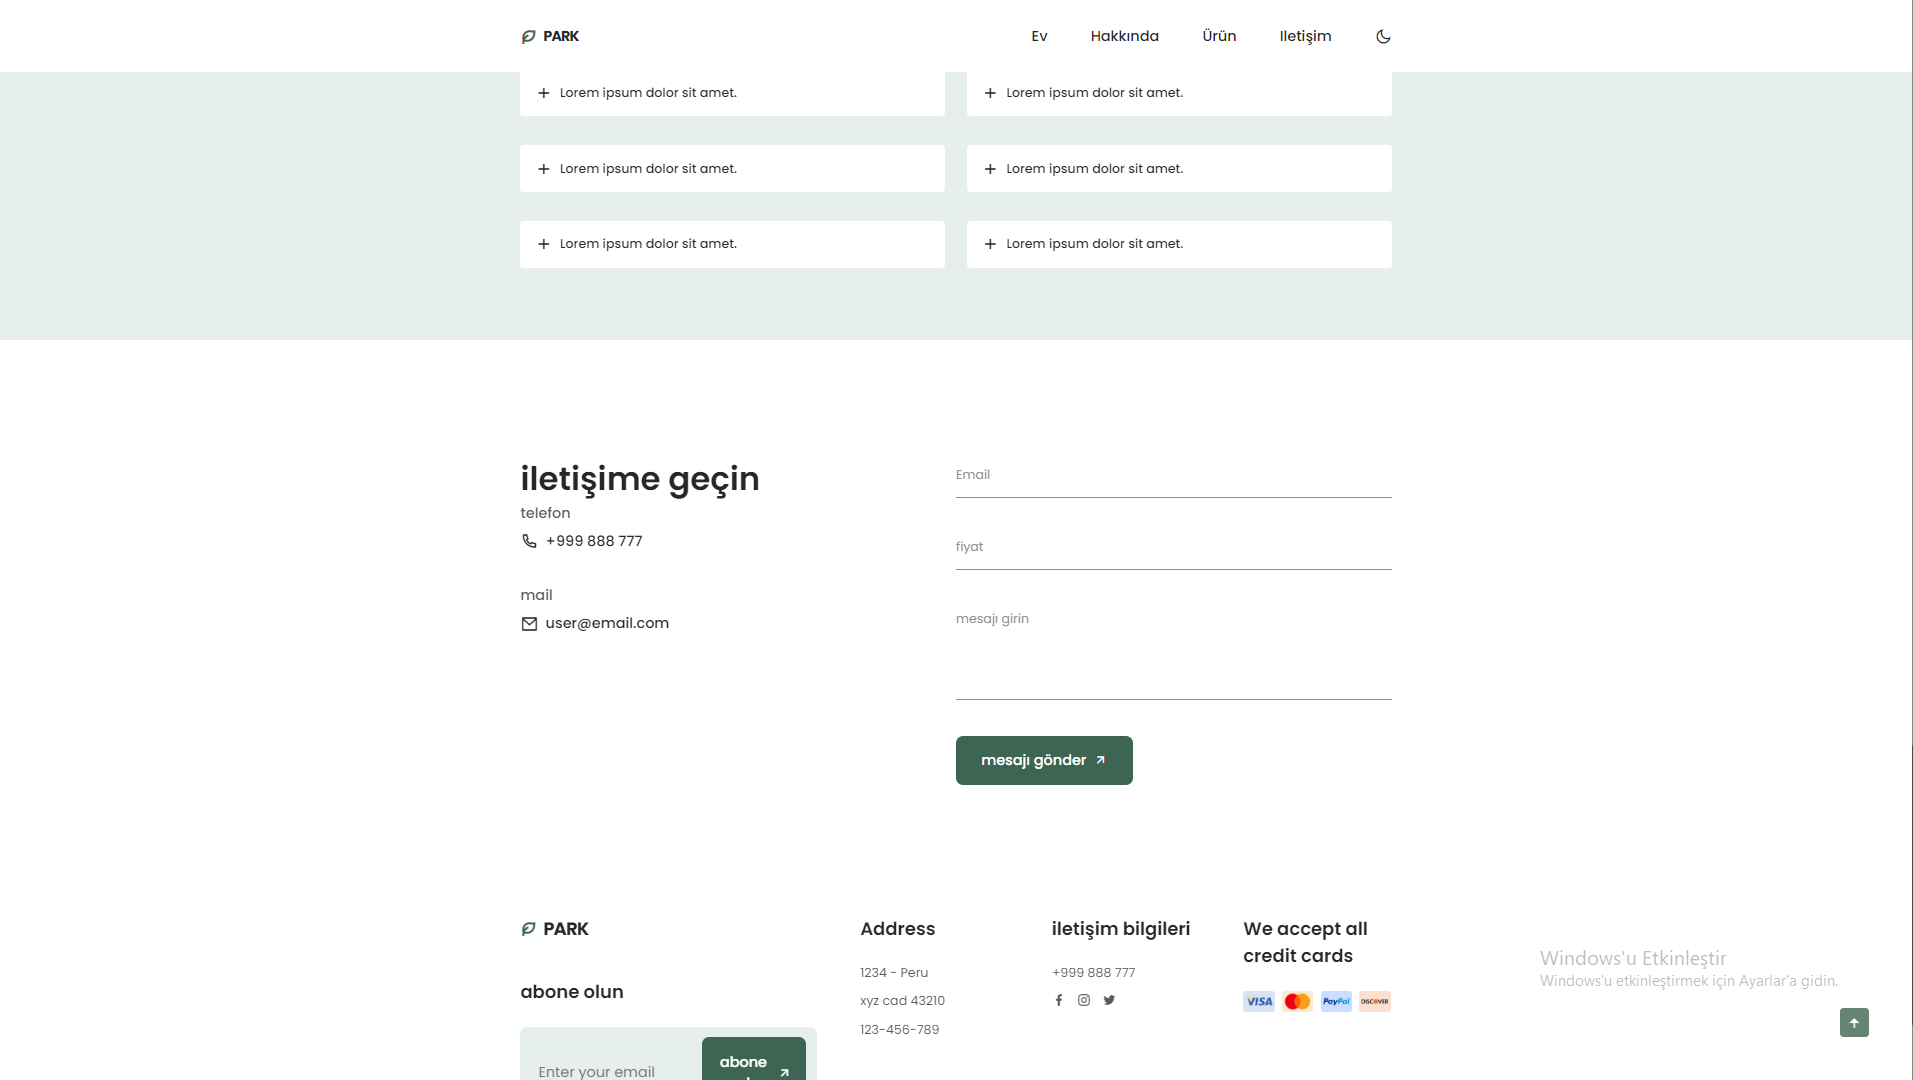 PARK
Ev
Hakkında
Ürün
Iletişim
Lorem ipsum dolor sit amet.
Lorem ipsum dolor sit amet.
Lorem ipsum dolor sit amet.
Lorem ipsum dolor sit amet.
Lorem ipsum dolor sit amet.
Lorem ipsum dolor sit amet.
iletişime geçin
telefon
+999 888 777
mail
user@email.com
Email
fiyat
mesajı girin
mesajı gönder
PARK
abone olun
Enter your email
abone
Address
1234 - Peru
xyz cad 43210
123-456-789
iletişim bilgileri
+999 888 777
We accept all
credit cards
VISA
PayPal
DISCOVER
Windows'u Etkinleştir
Windows'u etkinleştirmek için Ayarlar'a gidin.